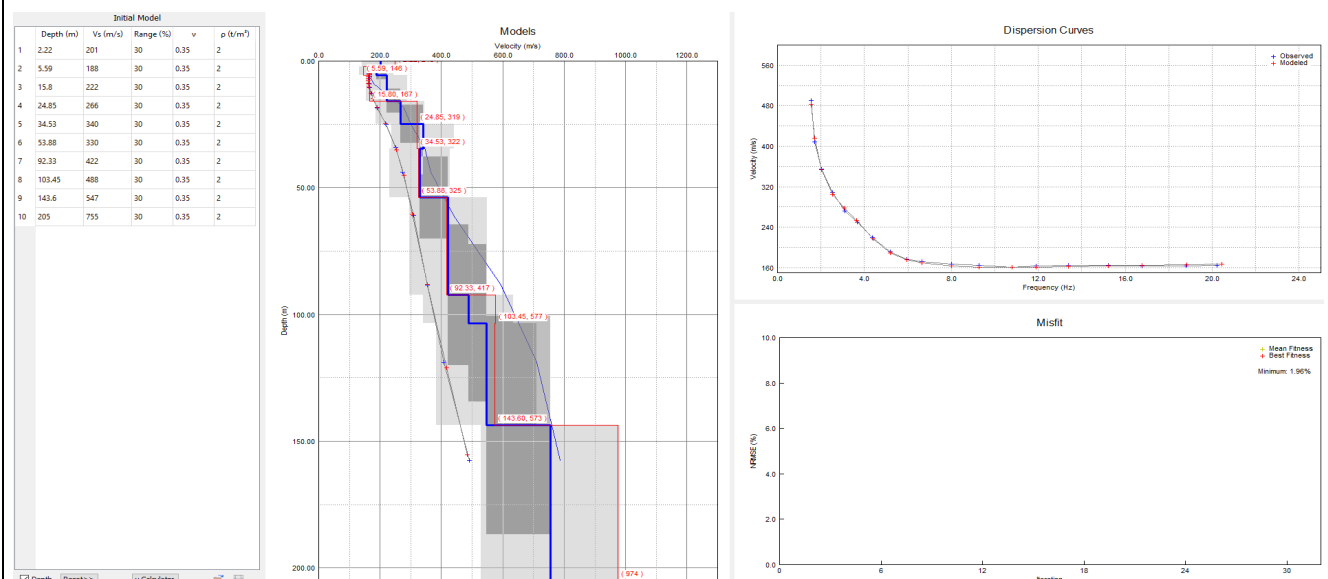 Initial Model
Depth (m) Vs (m/s) Range (%) ν ρ (t/m³)
1 2.22 201 30 0.35 2
2 5.59 188 30 0.35 2
3 15.8 222 30 0.35 2
4 24.85 266 30 0.35 2
5 34.53 340 30 0.35 2
6 53.88 330 30 0.35 2
7 92.33 422 30 0.35 2
8 103.45 488 30 0.35 2
9 143.6 547 30 0.35 2
10 205 755 30 0.35 2
Depth
Models
Velocity (m/s)
0.0 200.0 400.0 600.0 800.0 1000.0 1200.0
0.00
( 5.59, 146 )
( 15.80, 167 )
( 24.85, 319 )
( 34.53, 322 )
50.00
( 53.88, 325 )
( 92.33, 417 )
100.00
( 103.45, 577 )
Depth (m)
( 143.60, 573 )
150.00
200.00
( 974 )
Dispersion Curves
Observed
Modeled
560
480
400
320
240
160
Velocity (m/s)
0.0 4.0 8.0 12.0 16.0 20.0 24.0
Frequency (Hz)
Misfit
Mean Fitness
Best Fitness
Minimum: 1.96%
10.0
8.0
6.0
4.0
2.0
0.0
NRMSE (%)
0 6 12 18 24 30